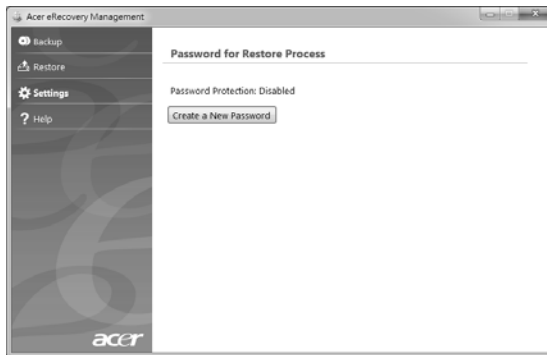 Acer eRecovery Management
Backup
Restore
Settings
? Help
Password for Restore Process
Password Protection: Disabled
Create a New Password
acer